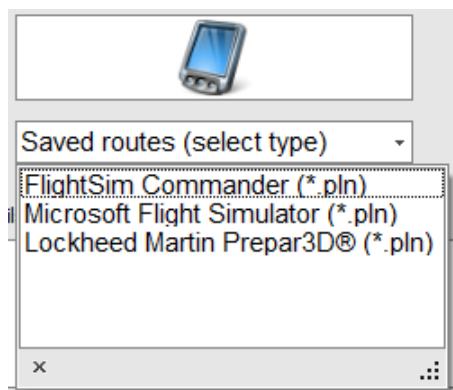 Saved routes (select type)
FlightSim Commander (*.pln)
Microsoft Flight Simulator (*.pln)
Lockheed Martin Prepar3D® (*.pln)